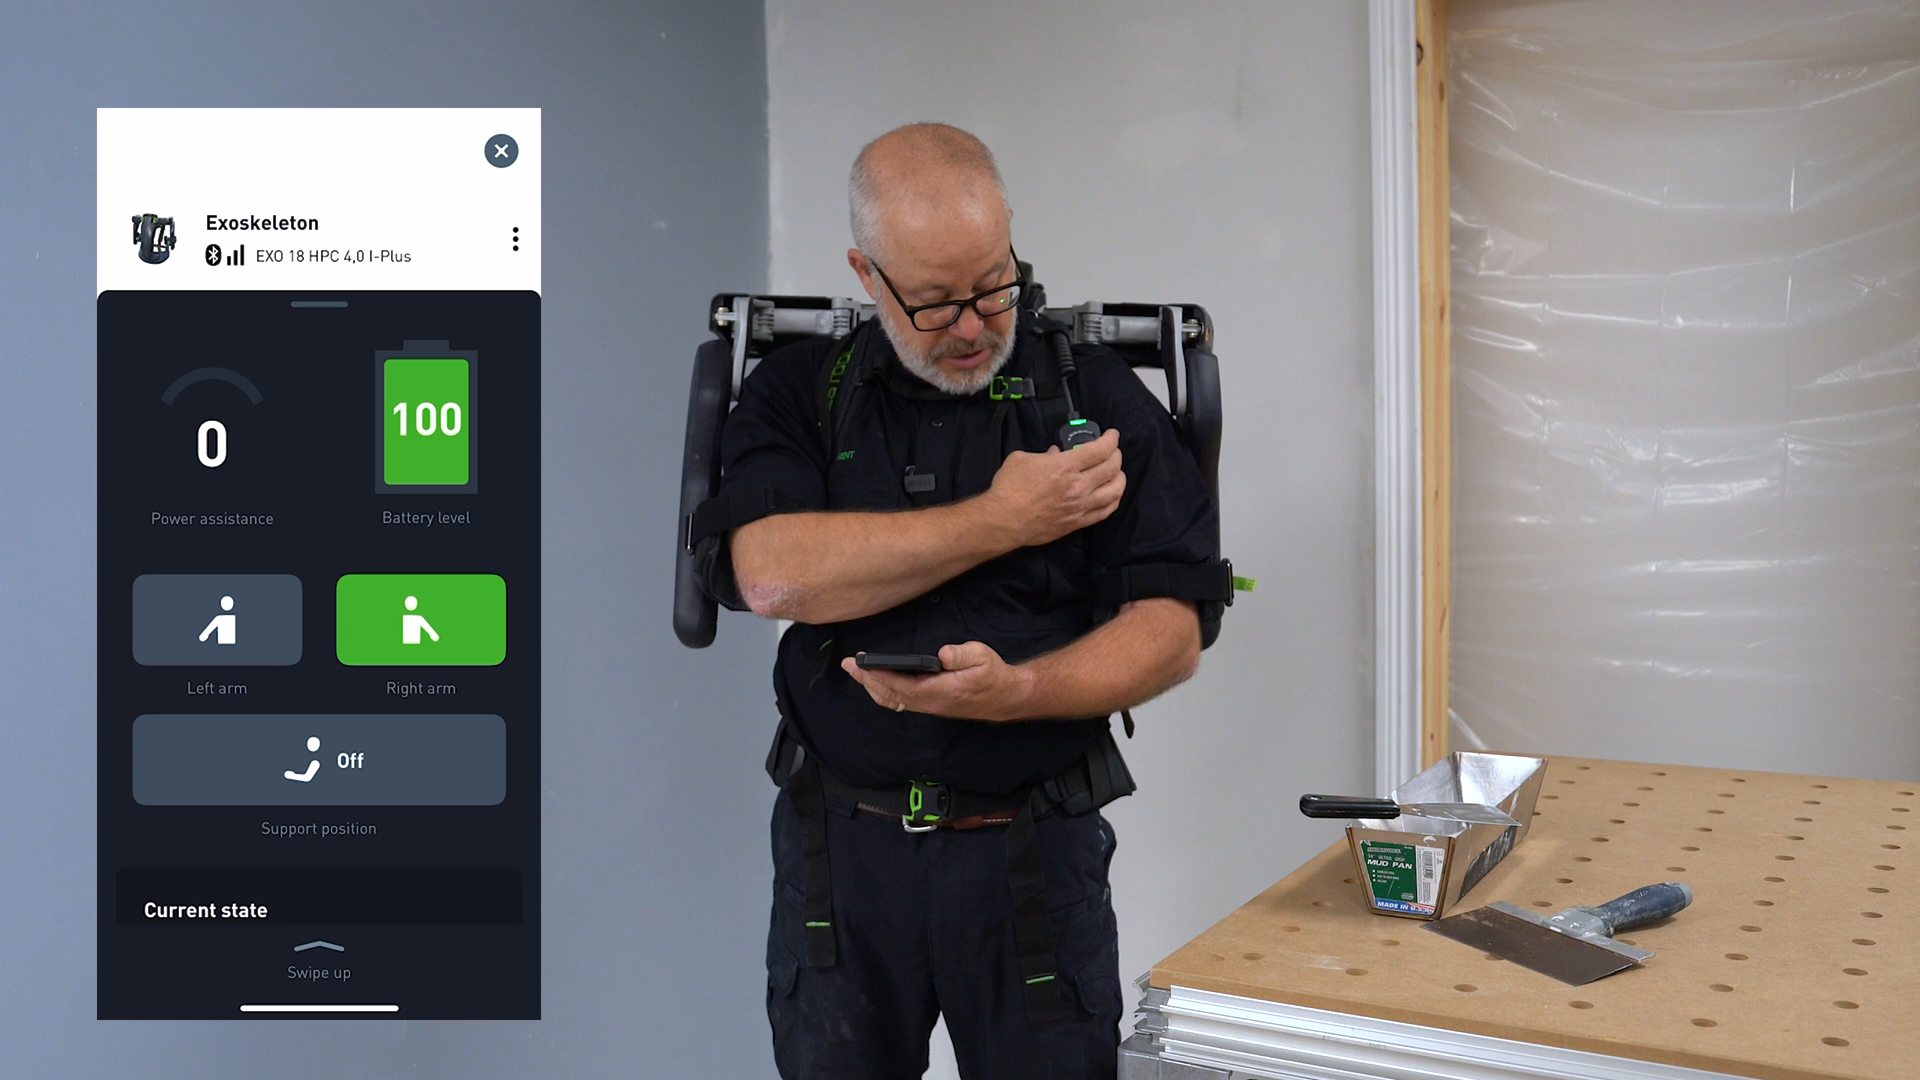 Exoskeleton
EXO 18 HPC 4,0 I-Plus
0
100
Power assistance
Battery level
Left arm
Right arm
Off
Support position
Current state
Swipe up
MUD PAN
MADE IN U.S.A.